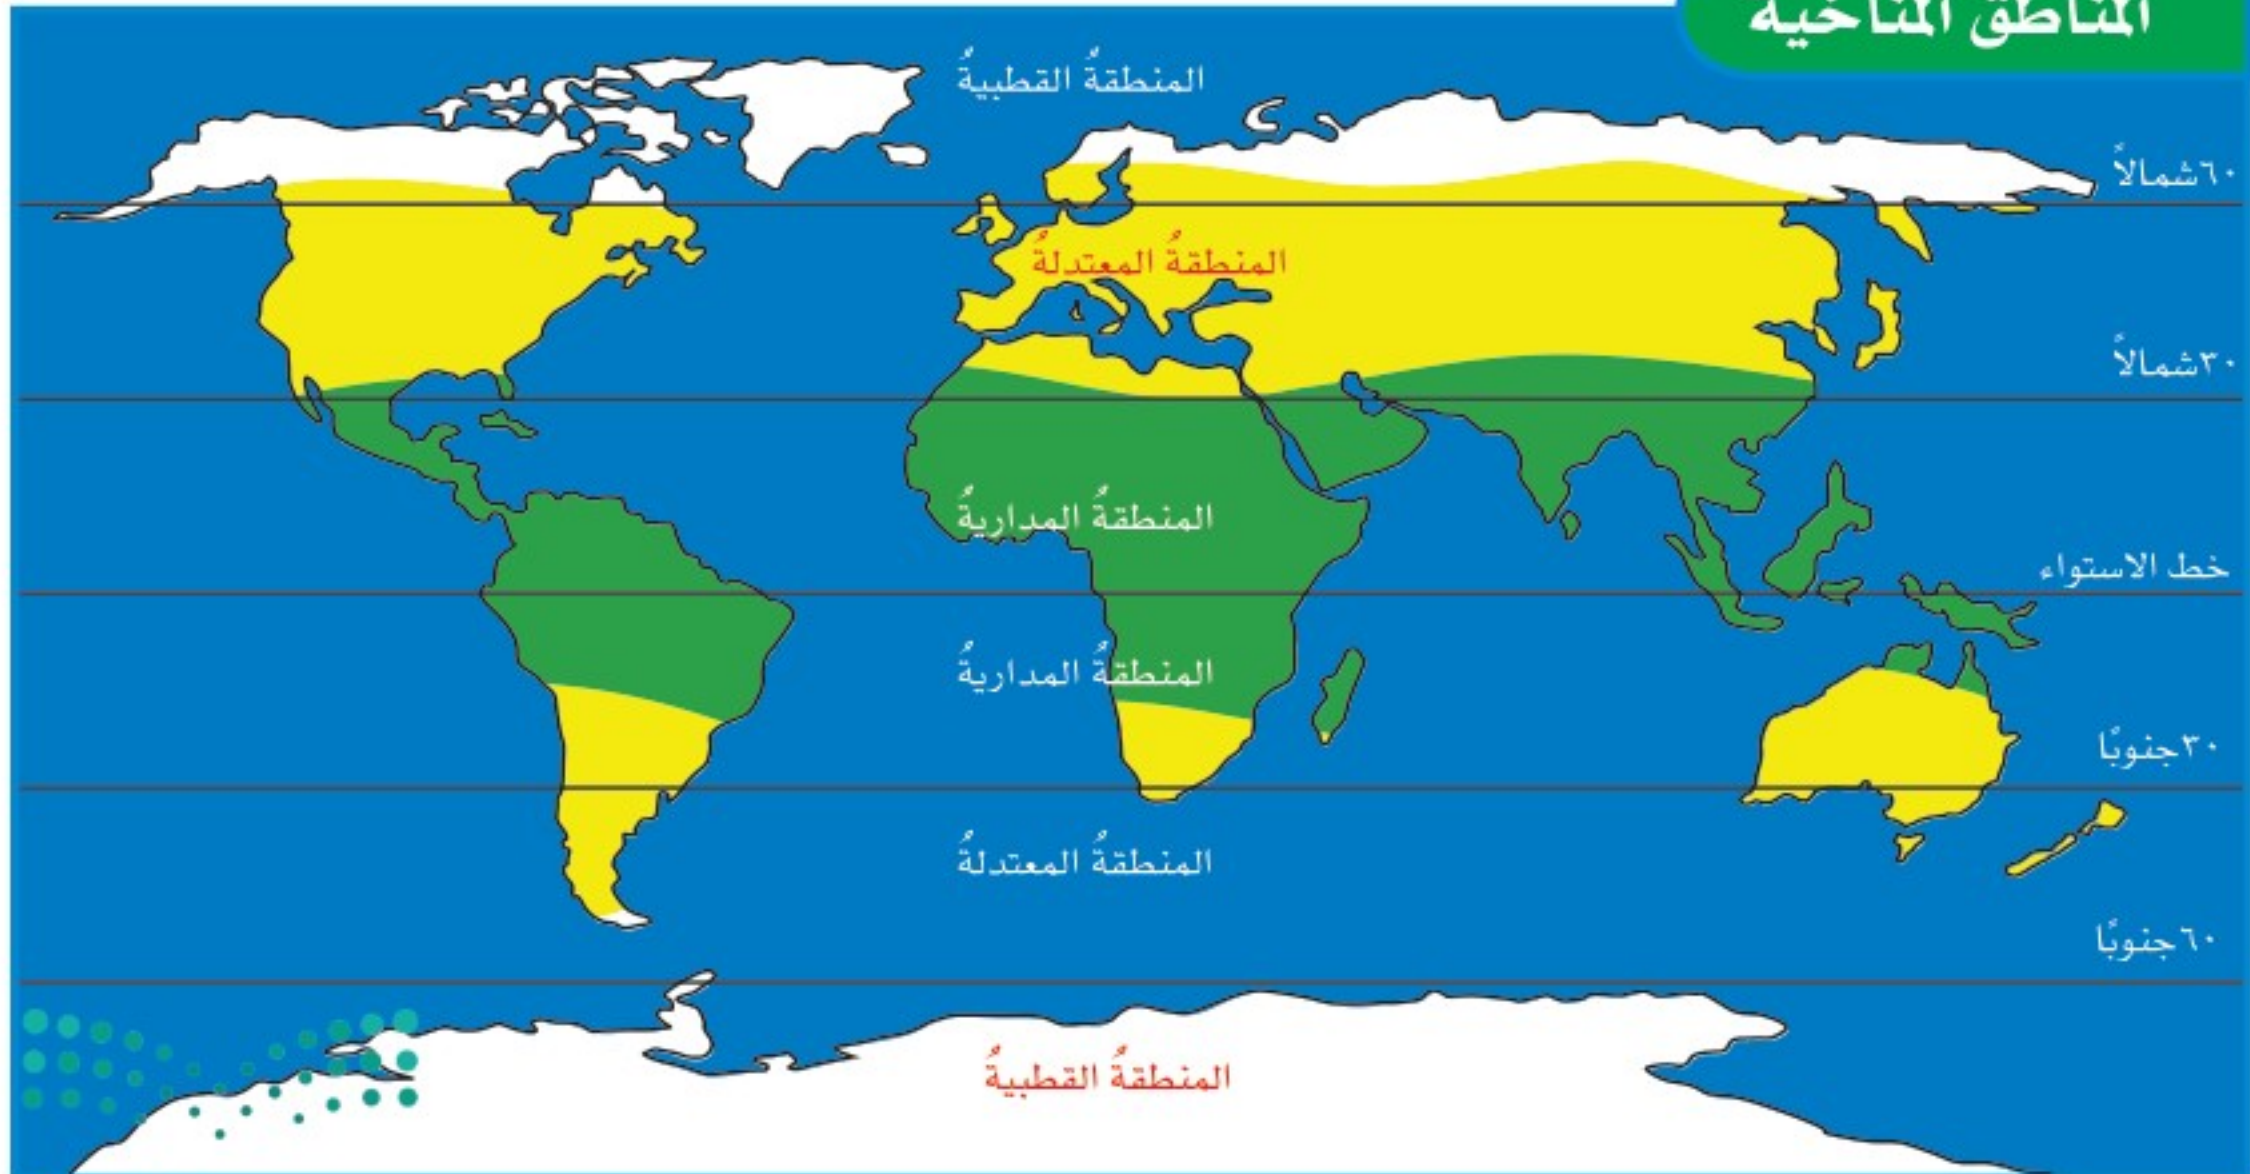 المناطق المناخية
المنطقةُ القطبيةُ
٦٠ شمالاً
المنطقةُ المعتدلةُ
٣٠ شمالاً
المنطقةُ المداريةُ
خط الاستواء
المنطقةُ المداريةُ
٣٠ جنوبًا
المنطقةُ المعتدلةُ
٦٠ جنوبًا
المنطقةُ القطبيةُ